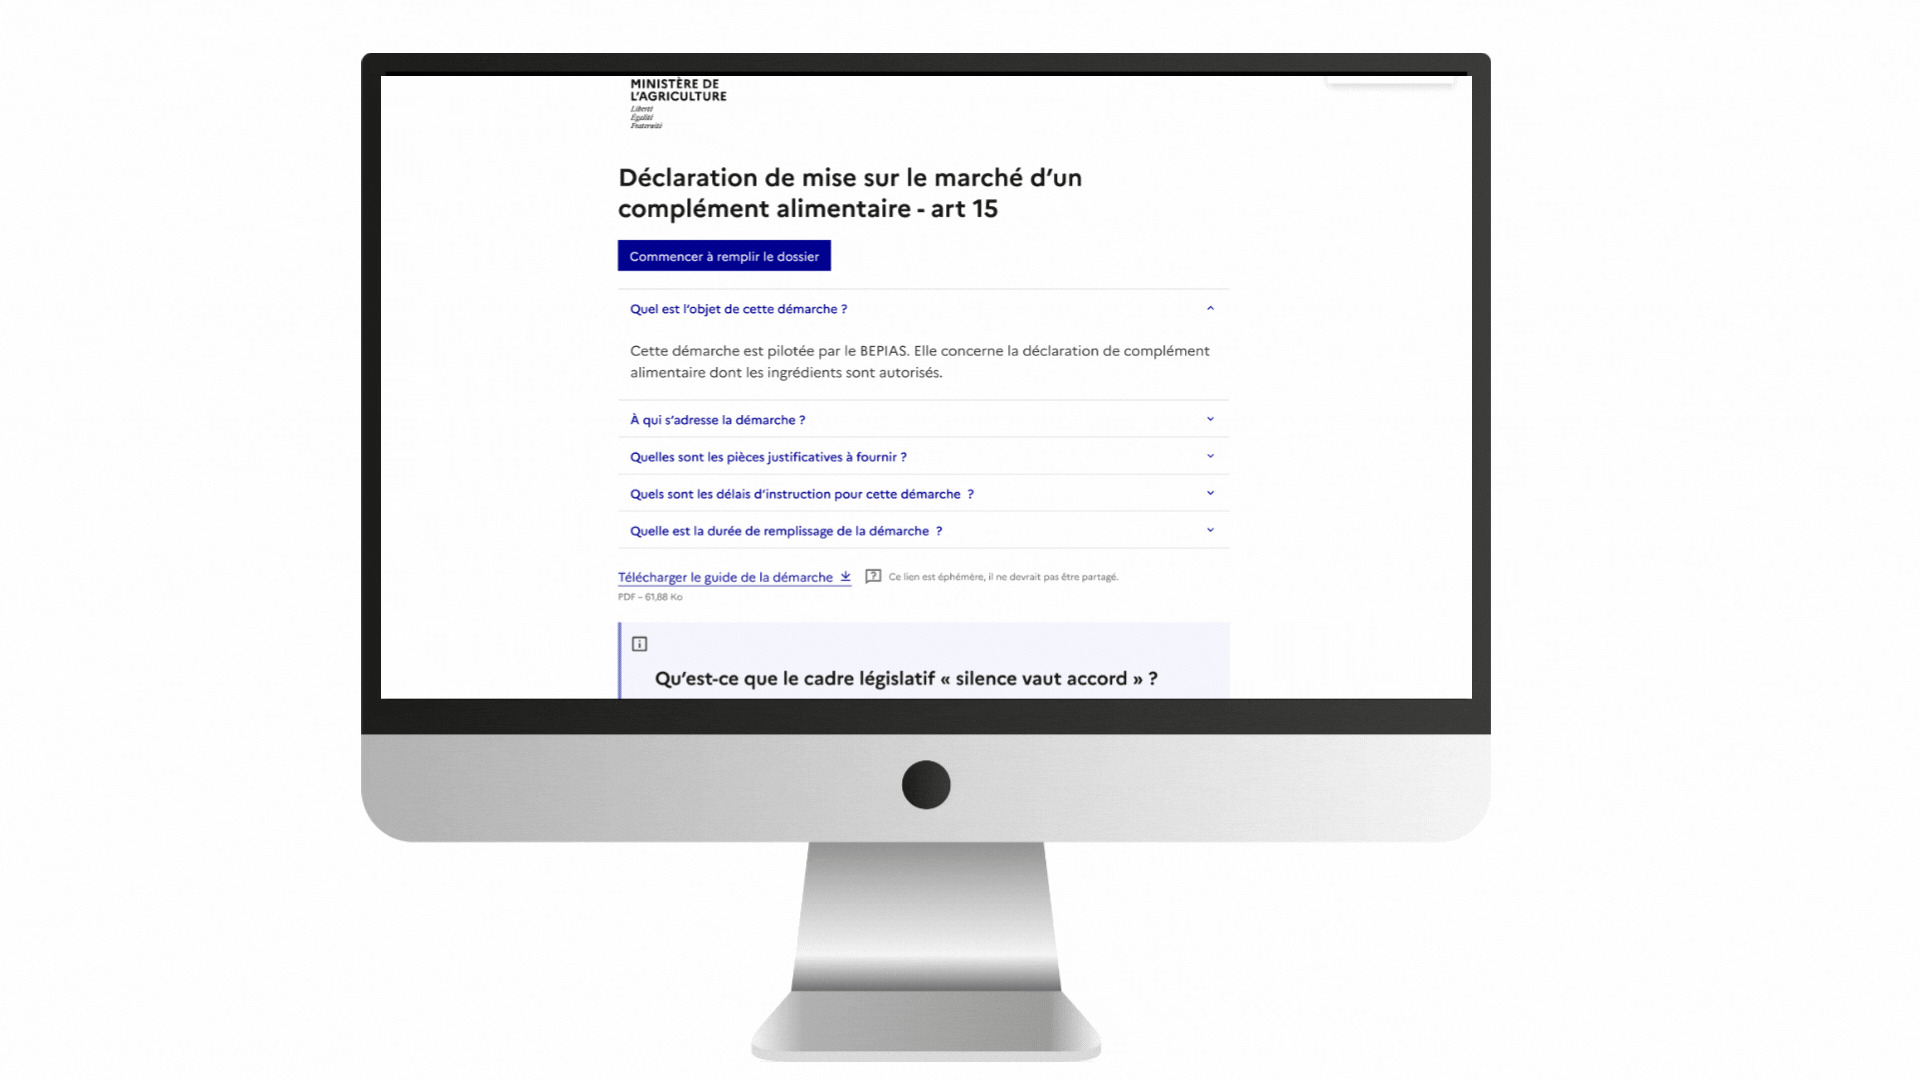 MINISTÈRE DE
L'AGRICULTURE
Liberté
Égalité
Fraternité
Déclaration de mise sur le marché d'un
complément alimentaire - art 15
Commencer à remplir le dossier
Quel est l'objet de cette démarche ?
Cette démarche est pilotée par le BEPIAS. Elle concerne la déclaration de complément
alimentaire dont les ingrédients sont autorisés.
À qui s'adresse la démarche ?
Quelles sont les pièces justificatives à fournir ?
Quels sont les délais d'instruction pour cette démarche ?
Quelle est la durée de remplissage de la démarche ?
Télécharger le guide de la démarche Ce lien est éphémère, il ne devrait pas être partagé.
PDF – 61,88 Ko
Qu'est-ce que le cadre législatif « silence vaut accord » ?